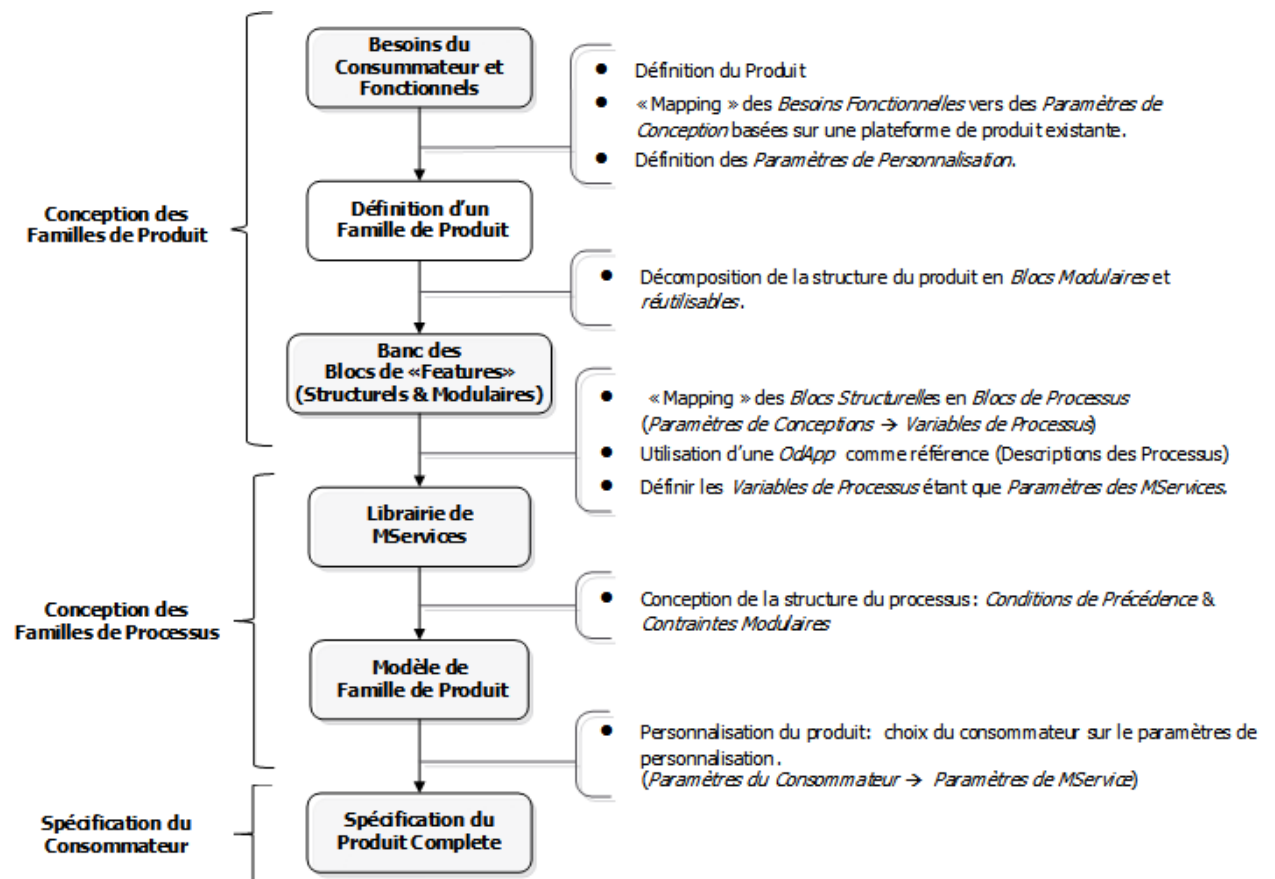 Besoins du
Consummateur et
Fonctionnels
● Définition du Produit
● « Mapping » des Besoins Fonctionnelles vers des Paramètres de
Conception basées sur une plateforme de produit existante.
● Définition des Paramètres de Personnalisation.
Conception des
Familles de Produit
Définition d'un
Famille de Produit
● Décomposition de la structure du produit en Blocs Modulaires et
réutilisables.
Banc des
Blocs de «Features»
(Structurels & Modulaires)
● « Mapping » des Blocs Structurelles en Blocs de Processus
(Paramètres de Conceptions → Variables de Processus)
● Utilisation d'une OdApp comme référence (Descriptions des Processus)
● Définir les Variables de Processus étant que Paramètres des MServices.
Librairie de
MServices
Conception des
Familles de Processus
● Conception de la structure du processus: Conditions de Précédence &
Contraintes Modulaires
Modèle de
Famille de Produit
● Personnalisation du produit: choix du consommateur sur le paramètres de
personnalisation.
(Paramètres du Consommateur → Paramètres de MService)
Spécification du
Consommateur
Spécification du
Produit Complete